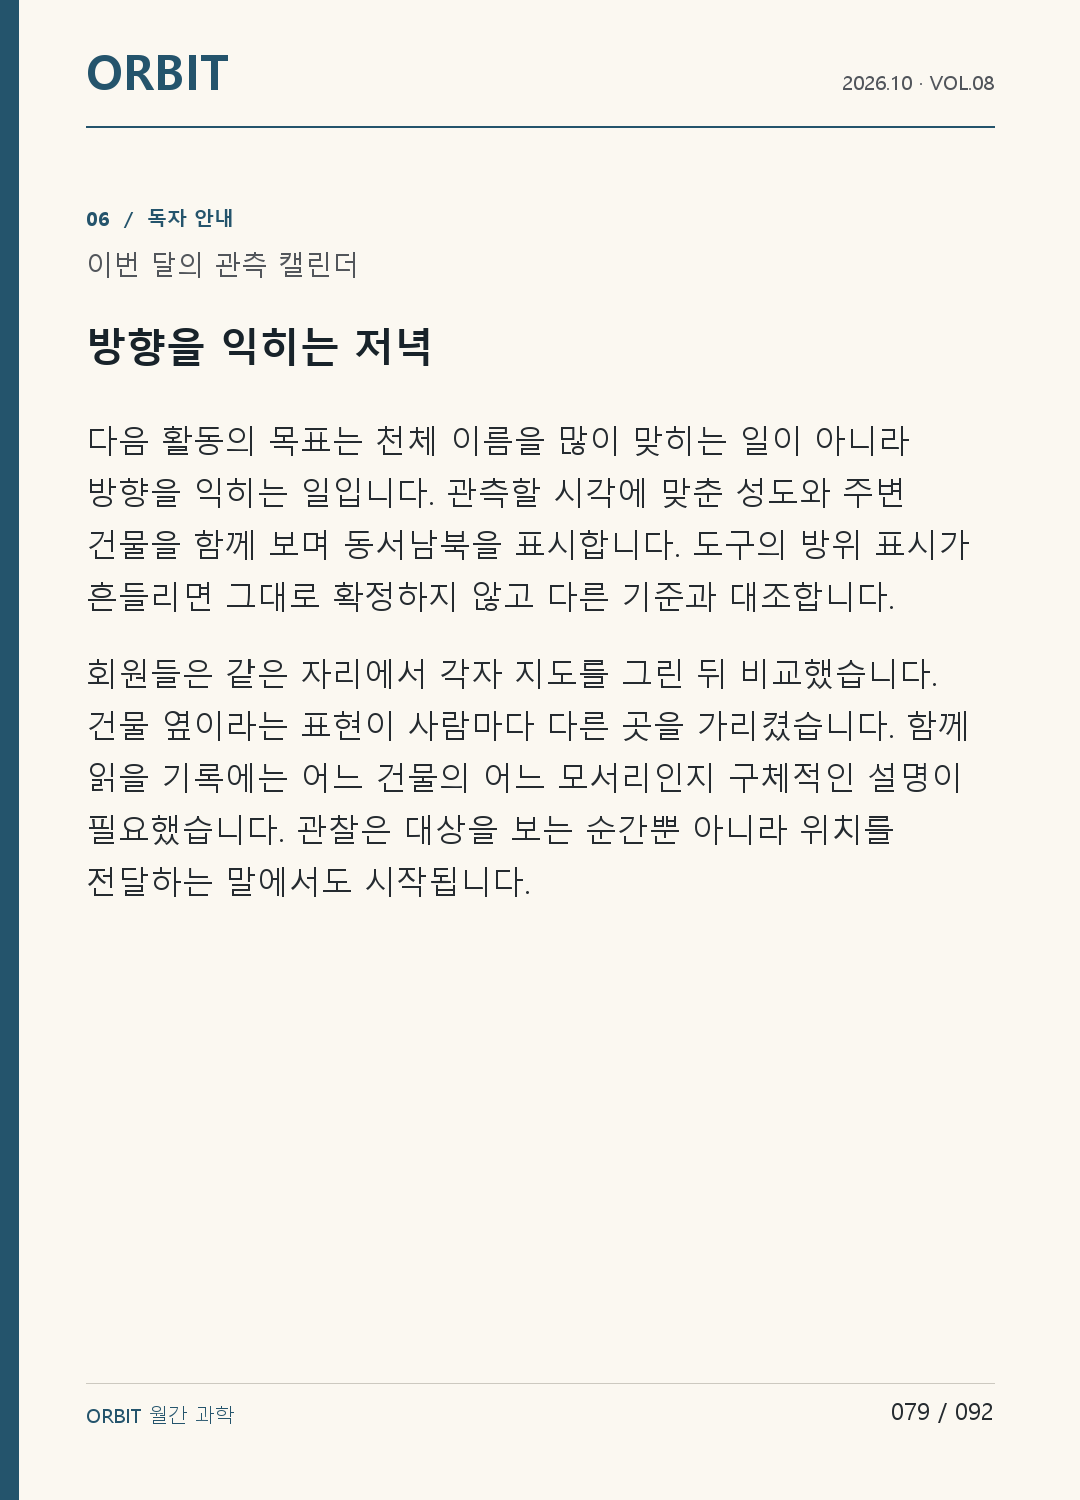 ORBIT
2026.10 · VOL.08
06 / 독자 안내
이번 달의 관측 캘린더
방향을 익히는 저녁
다음 활동의 목표는 천체 이름을 많이 맞히는 일이 아니라
방향을 익히는 일입니다. 관측할 시각에 맞춘 성도와 주변
건물을 함께 보며 동서남북을 표시합니다. 도구의 방위 표시가
흔들리면 그대로 확정하지 않고 다른 기준과 대조합니다.
회원들은 같은 자리에서 각자 지도를 그린 뒤 비교했습니다.
건물 옆이라는 표현이 사람마다 다른 곳을 가리켰습니다. 함께
읽을 기록에는 어느 건물의 어느 모서리인지 구체적인 설명이
필요했습니다. 관찰은 대상을 보는 순간뿐 아니라 위치를
전달하는 말에서도 시작됩니다.
ORBIT 월간 과학
079 / 092